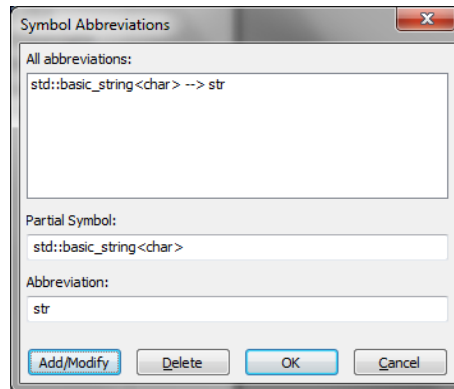 Symbol Abbreviations
All abbreviations:
std::basic_string<char> --> str
Partial Symbol:
std::basic_string<char>
Abbreviation:
str
Add/Modify Delete OK Cancel